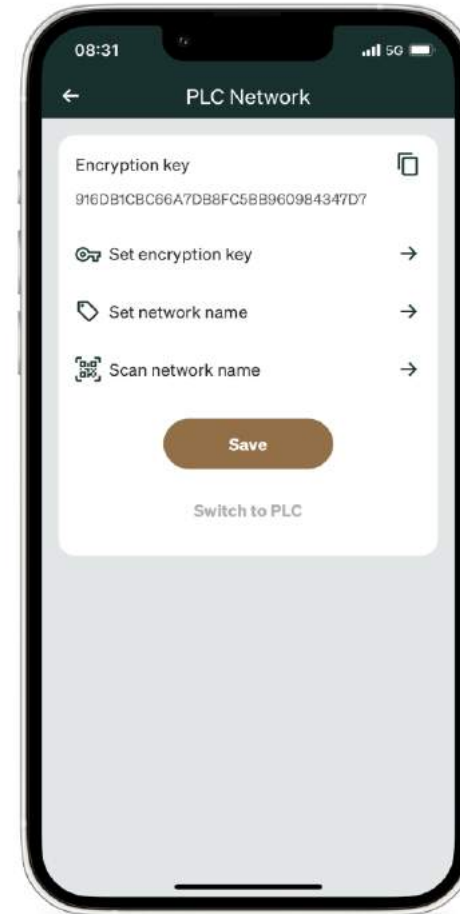 08:31
5G
PLC Network
Encryption key
916DB1CBC66A7DB8FC5BB960984347D7
Set encryption key
Set network name
Scan network name
Save
Switch to PLC